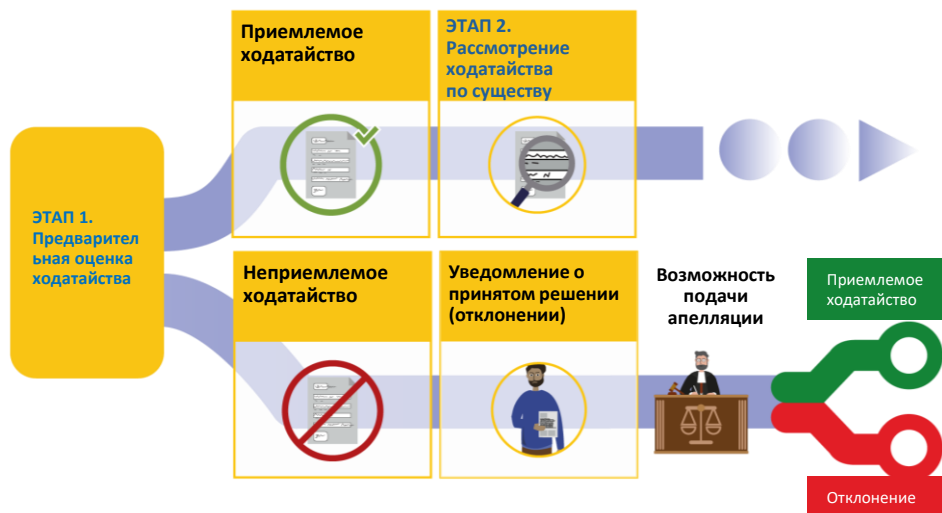 Приемлемое
ходатайство
ЭТАП 2.
Рассмотрение
ходатайства
по существу
ЭТАП 1.
Предварител
ьная оценка
ходатайства
Неприемлемое
ходатайство
Уведомление о
принятом решении
(отклонении)
Возможность
подачи
апелляции
Приемлемое
ходатайство
Отклонение